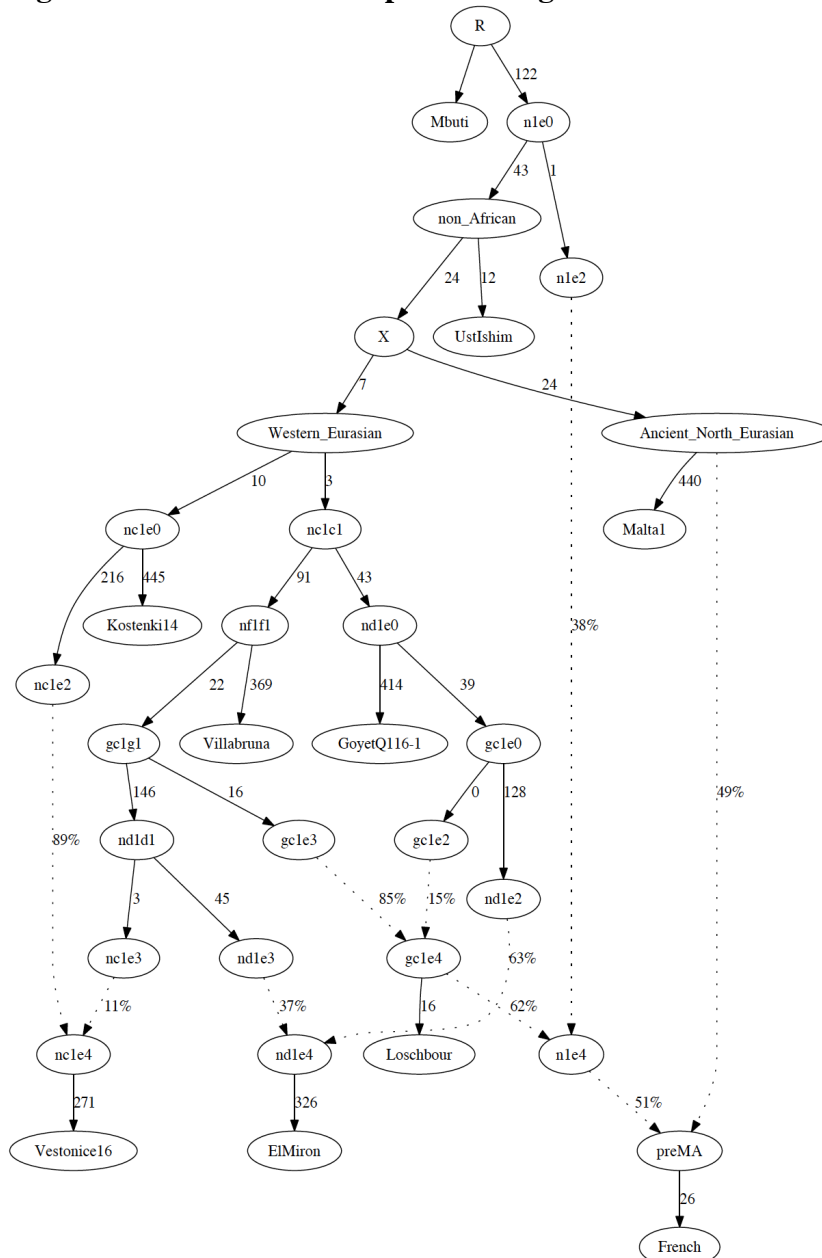 R
122
Mbuti
n1e0
43
1
non_African
n1e2
24
12
X
UstIshim
7
24
Western_Eurasian
Ancient_North_Eurasian
10
3
440
nc1e0
nc1c1
Malta1
216
445
91
43
Kostenki14
nf1f1
nd1e0
38%
nc1e2
22
369
414
39
gc1g1
Villabruna
GoyetQ116-1
gc1e0
146
16
0
128
49%
89%
nd1d1
gc1e3
gc1e2
3
45
85%
15%
nd1e2
nc1e3
nd1e3
gc1e4
63%
11%
37%
16
62%
nc1e4
nd1e4
Loschbour
n1e4
271
326
51%
Vestonice16
ElMiron
preMA
26
French